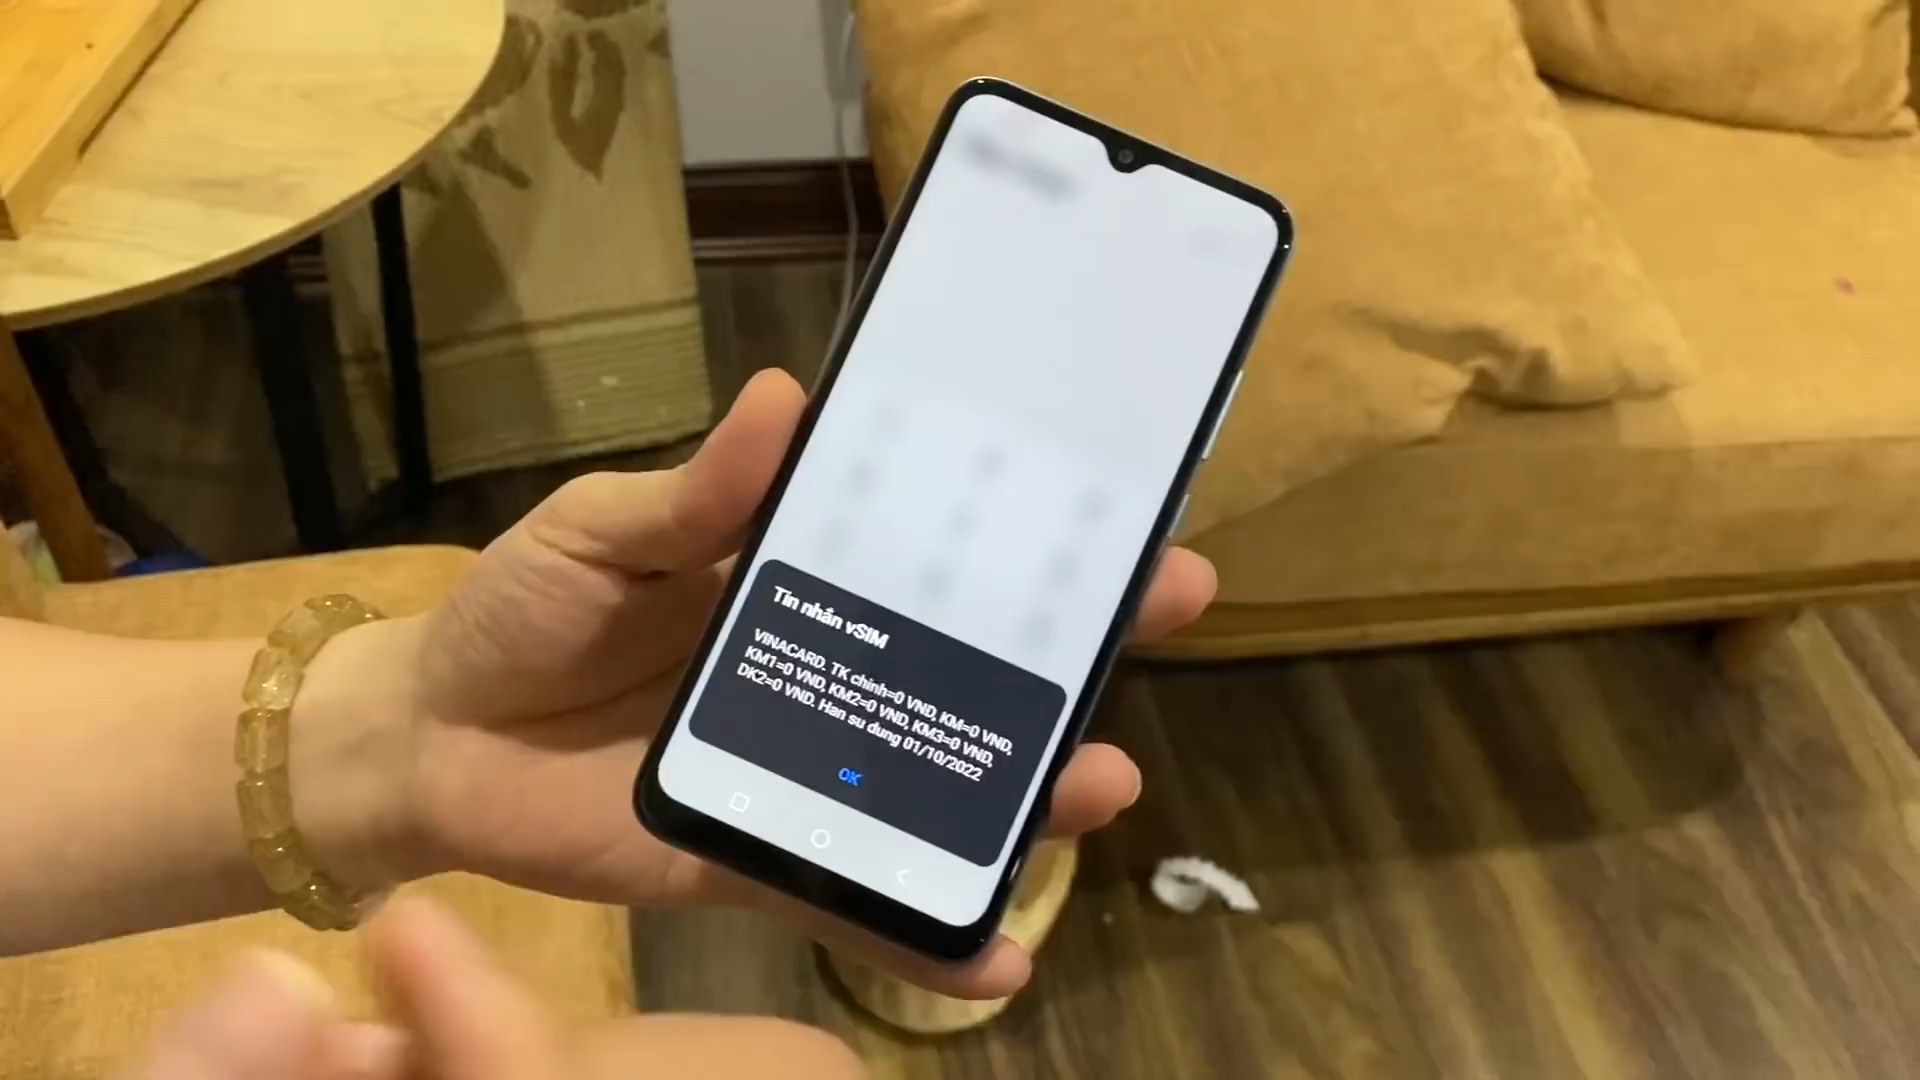 Tin nhắn vSIM
VINACARD. TK chinh=0 VND, KM=0 VND,
KM1=0 VND, KM2=0 VND, KM3=0 VND,
DK2=0 VND. Han su dung 01/10/2022
OK